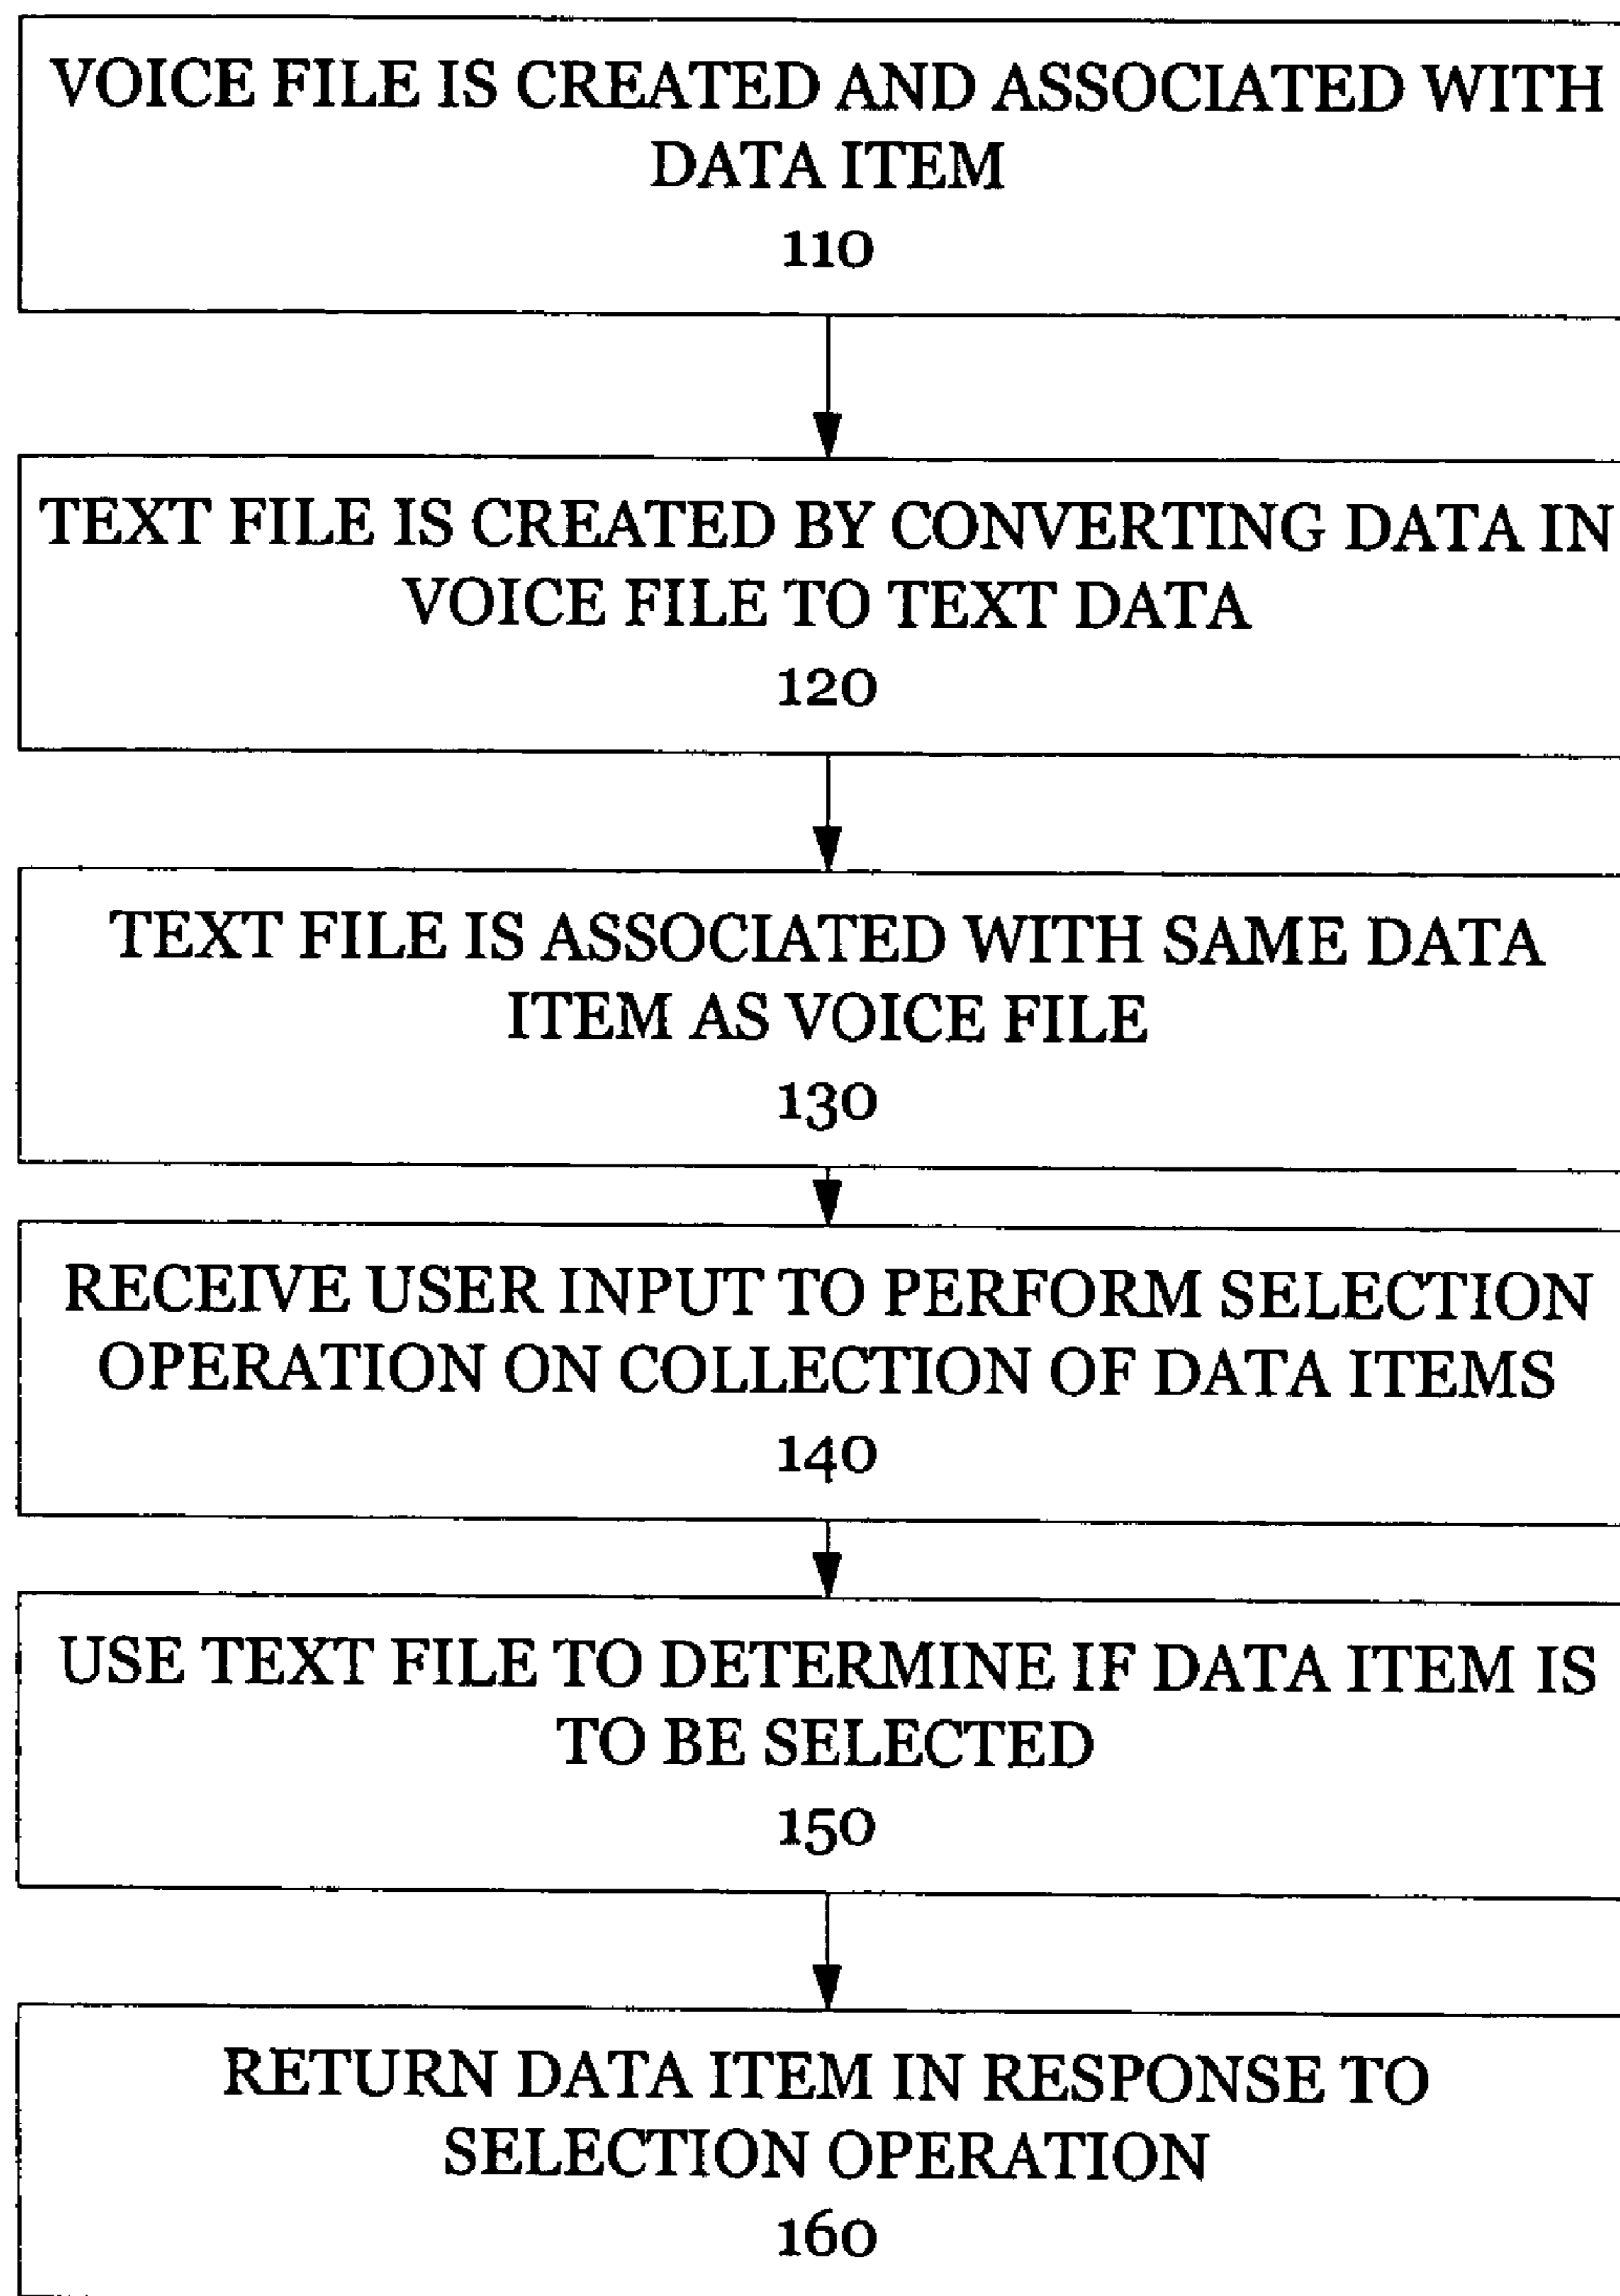 VOICE FILE IS CREATED AND ASSOCIATED WITH
DATA ITEM
110
TEXT FILE IS CREATED BY CONVERTING DATA IN
VOICE FILE TO TEXT DATA
120
TEXT FILE IS ASSOCIATED WITH SAME DATA
ITEM AS VOICE FILE
130
RECEIVE USER INPUT TO PERFORM SELECTION
OPERATION ON COLLECTION OF DATA ITEMS
140
USE TEXT FILE TO DETERMINE IF DATA ITEM IS
TO BE SELECTED
150
RETURN DATA ITEM IN RESPONSE TO
SELECTION OPERATION
160